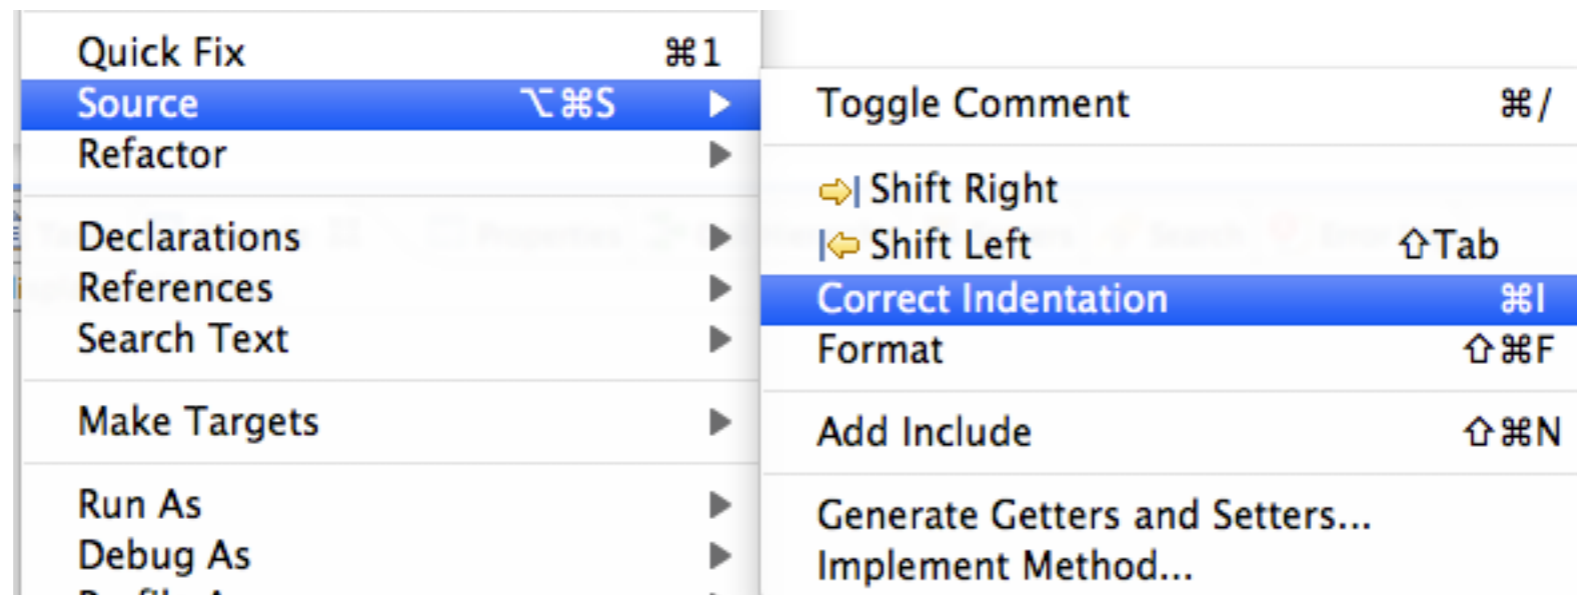 Quick Fix ⌘1
Source ⌥⌘S
Refactor
Declarations
References
Search Text
Make Targets
Run As
Debug As
Toggle Comment ⌘/
Shift Right
Shift Left ⇧Tab
Correct Indentation ⌘I
Format ⇧⌘F
Add Include ⇧⌘N
Generate Getters and Setters...
Implement Method...